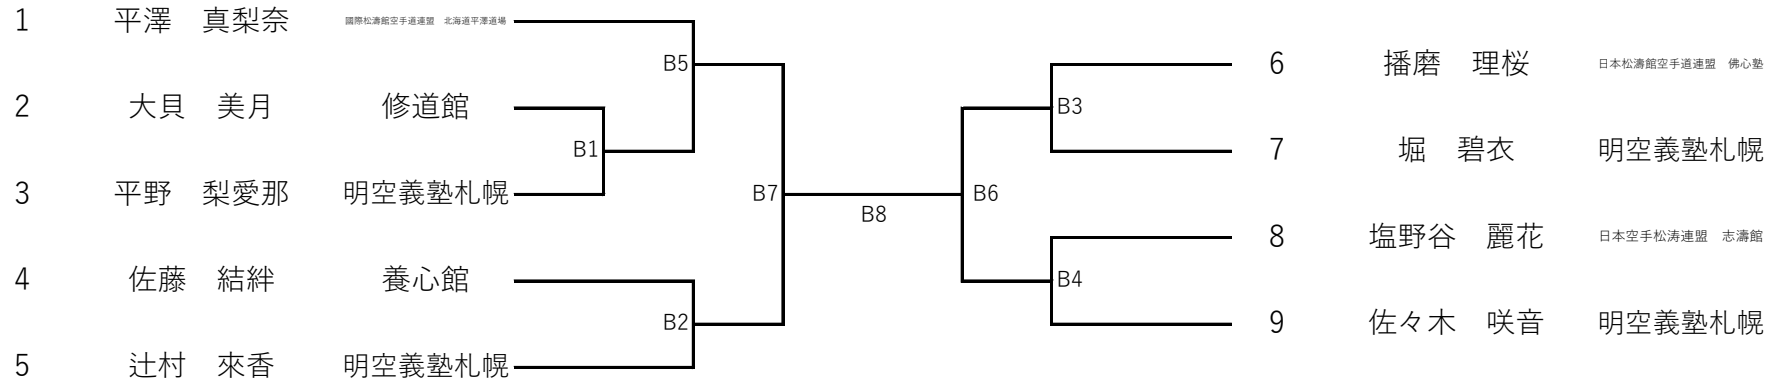 1 平澤　真梨奈 國際松濤館空手道連盟　北海道平澤道場
B5
2 大貝　美月 修道館
B1
3 平野　梨愛那 明空義塾札幌
B7
4 佐藤　結絆 養心館
B2
5 辻村　來香 明空義塾札幌
B8
6 播磨　理桜 日本松濤館空手道連盟　佛心塾
B3
7 堀　碧衣 明空義塾札幌
B6
8 塩野谷　麗花 日本空手松涛連盟　志濤館
B4
9 佐々木　咲音 明空義塾札幌